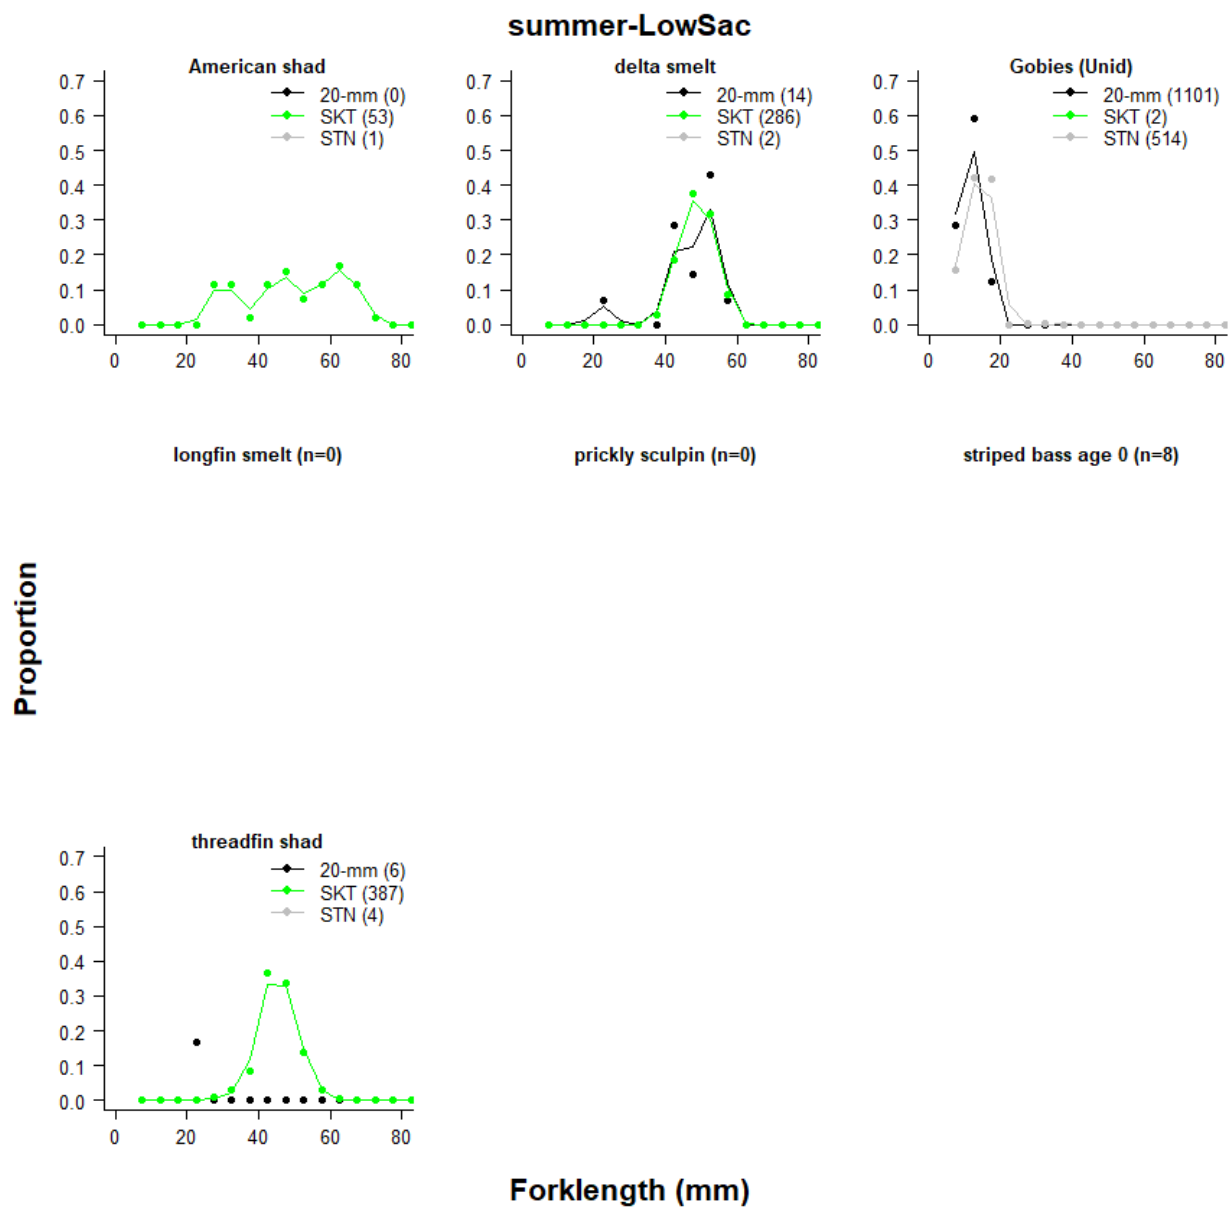 summer-LowSac
American shad
20-mm (0)
SKT (53)
STN (1)
0.7
0.6
0.5
0.4
0.3
0.2
0.1
0.0
0 20 40 60 80
delta smelt
20-mm (14)
SKT (286)
STN (2)
0.7
0.6
0.5
0.4
0.3
0.2
0.1
0.0
0 20 40 60 80
Gobies (Unid)
20-mm (1101)
SKT (2)
STN (514)
0.7
0.6
0.5
0.4
0.3
0.2
0.1
0.0
0 20 40 60 80
longfin smelt (n=0)
prickly sculpin (n=0)
striped bass age 0 (n=8)
Proportion
threadfin shad
20-mm (6)
SKT (387)
STN (4)
0.7
0.6
0.5
0.4
0.3
0.2
0.1
0.0
0 20 40 60 80
Forklength (mm)